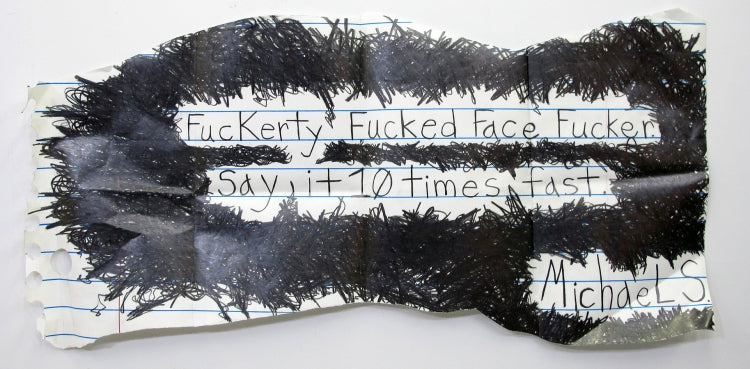 Fuckerty Fucked Face Fucker.
Say, it 10 times, fast.
Michael S.